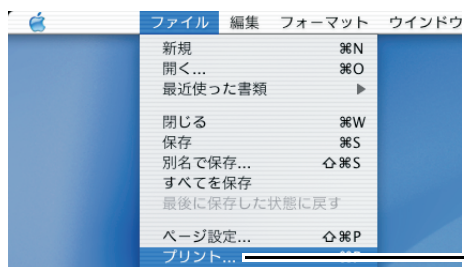 ファイル 編集 フォーマット ウインドウ
新規 ⌘N
開く... ⌘O
最近使った書類 ▶
閉じる ⌘W
保存 ⌘S
別名で保存... ⇧⌘S
すべてを保存
最後に保存した状態に戻す
ページ設定... ⇧⌘P
プリント...